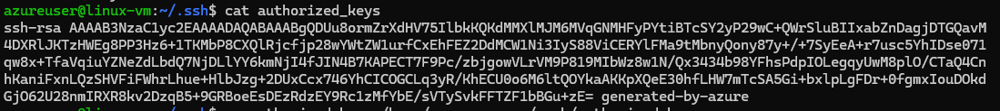 azureuser@linux-vm:~/.ssh$ cat authorized_keys
ssh-rsa AAAAB3NzaC1yc2EAAAADAQABAAABgQDUu8ormZrXdHV75IlbkKQKdMMXlMJM6MVqGNMHFyPYtiBTcSY2yP29wC+QWrSluBIIxabZnDagjDTGQavM
4DXRlJKTzHWEg8PP3Hz6+1TKMbP8CXQlRjcfjp28wYWtZW1urfCxEhFEZ2DdMCW1Ni3IyS88ViCERYlFMa9tMbnyQony87y+/+7SyEeA+r7usc5YhIDse071
qw8x+TfaVqiuYZNeZdLbdQ7NjDLlYY6kmNjI4fJIN4B7KAPECT7F9Pc/zbjgowVLrVM9P819MIbWz8w1N/Qx3434b98YFhsPdpIOLegqyUwM8plO/CTaQ4Cn
hKaniFxnLQzSHVFiFWhrLhue+HlbJzg+2DUxCcx746YhCICOGCLq3yR/KhECU0o6M6ltQOYkaAKKpXQeE30hfLHW7mTcSA5Gi+bxlpLgFDr+0fgmxIouDOkd
GjO62U28nmIRXR8kv2DzqB5+9GRBoeEsDEzRdzEY9Rc1zMfYbE/sVTySvkFFTZF1bBGu+zE= generated-by-azure